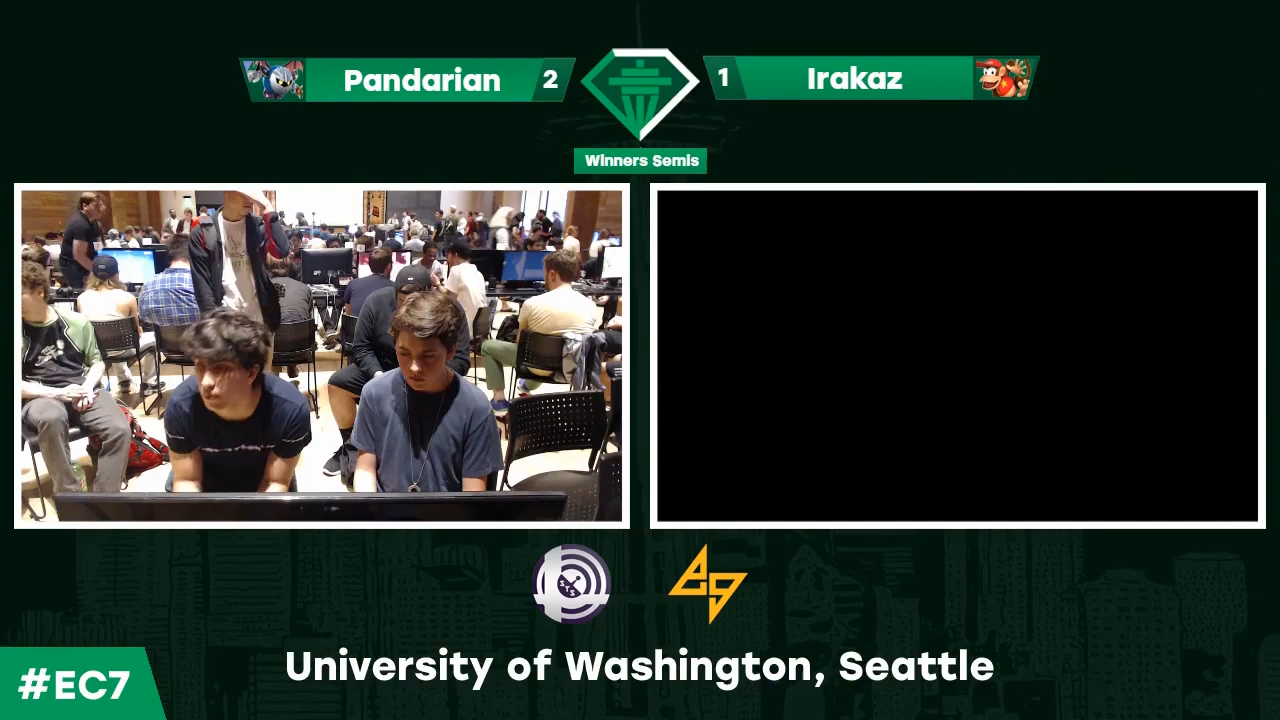 Pandarian 2
1 Irakaz
Winners Semis
University of Washington, Seattle
#EC7